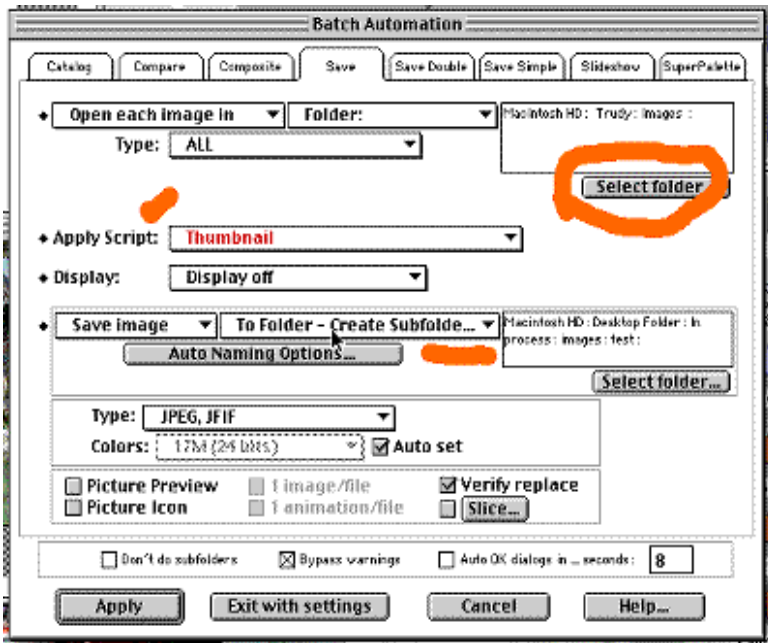 Batch Automation
Catalog Compare Composite Save Save Double Save Simple Slideshow SuperPalette
Open each image in Folder: Macintosh HD : Trudy : Images :
Type: ALL
Select folder
Apply Script: Thumbnail
Display: Display off
Save image To Folder - Create Subfolde... Macintosh HD : Desktop Folder : In
process : images : test :
Auto Naming Options...
Select folder...
Type: JPEG, JFIF
Colors: 17M (24 bits) Auto set
Picture Preview 1 image/file Verify replace
Picture Icon 1 animation/file Slice...
Don't do subfolders Bypass warnings Auto OK dialogs in ... seconds: 8
Apply Exit with settings Cancel Help...